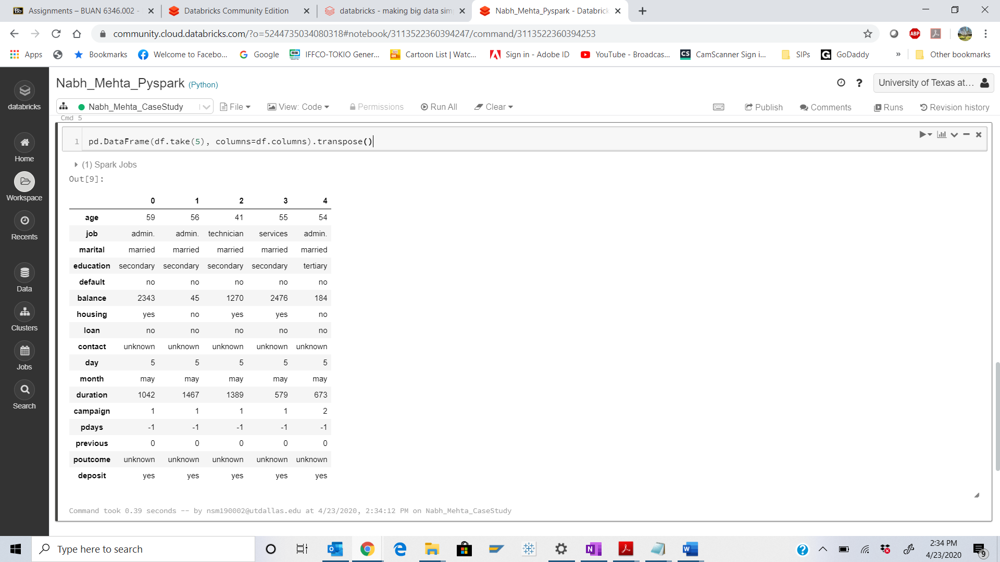 Assignments – BUAN 6346.002 -
Databricks Community Edition
databricks - making big data sim
Nabh_Mehta_Pyspark - Databrick
community.cloud.databricks.com/?o=5244735034080318#notebook/3113522360394247/command/3113522360394253
ABP
Apps
Bookmarks
Welcome to Facebo...
Google
IFFCO-TOKIO Gener...
Cartoon List | Watc...
Sign in - Adobe ID
YouTube - Broadcas...
CamScanner Sign i...
SIPs
GoDaddy
»
Other bookmarks
Nabh_Mehta_Pyspark (Python)
University of Texas at...
Nabh_Mehta_CaseStudy
File
View: Code
Permissions
Run All
Clear
Publish
Comments
Runs
Revision history
databricks
Home
Workspace
Recents
Data
Clusters
Jobs
Search
Cmd 5
1 pd.DataFrame(df.take(5), columns=df.columns).transpose()
(1) Spark Jobs
Out[9]:
0 1 2 3 4
age 59 56 41 55 54
job admin. admin. technician services admin.
marital married married married married married
education secondary secondary secondary secondary tertiary
default no no no no no
balance 2343 45 1270 2476 184
housing yes no yes yes no
loan no no no no no
contact unknown unknown unknown unknown unknown
day 5 5 5 5 5
month may may may may may
duration 1042 1467 1389 579 673
campaign 1 1 1 1 2
pdays -1 -1 -1 -1 -1
previous 0 0 0 0 0
poutcome unknown unknown unknown unknown unknown
deposit yes yes yes yes yes
Command took 0.39 seconds -- by nsm190002@utdallas.edu at 4/23/2020, 2:34:12 PM on Nabh_Mehta_CaseStudy
Type here to search
2:34 PM
4/23/2020
9